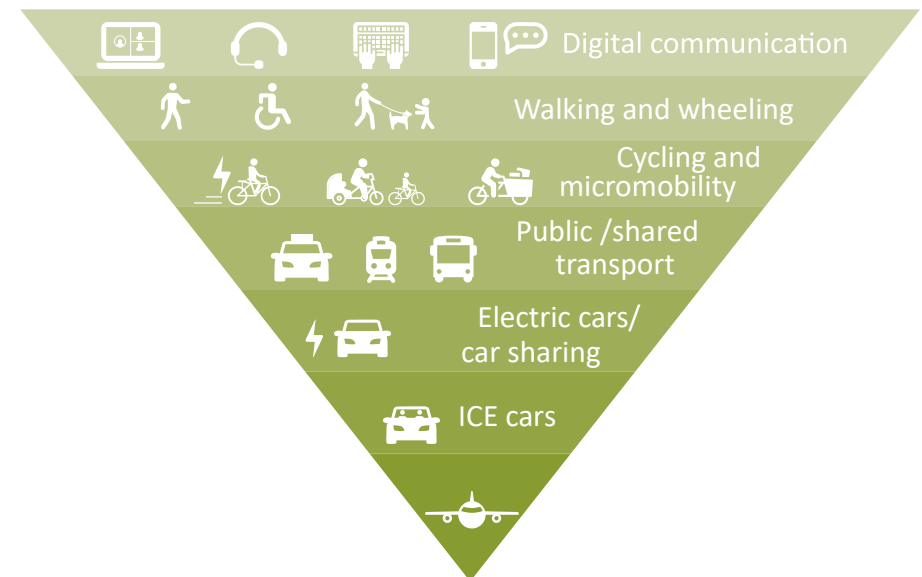 Digital communication
Walking and wheeling
Cycling and
micromobility
Public /shared
transport
Electric cars/
car sharing
ICE cars